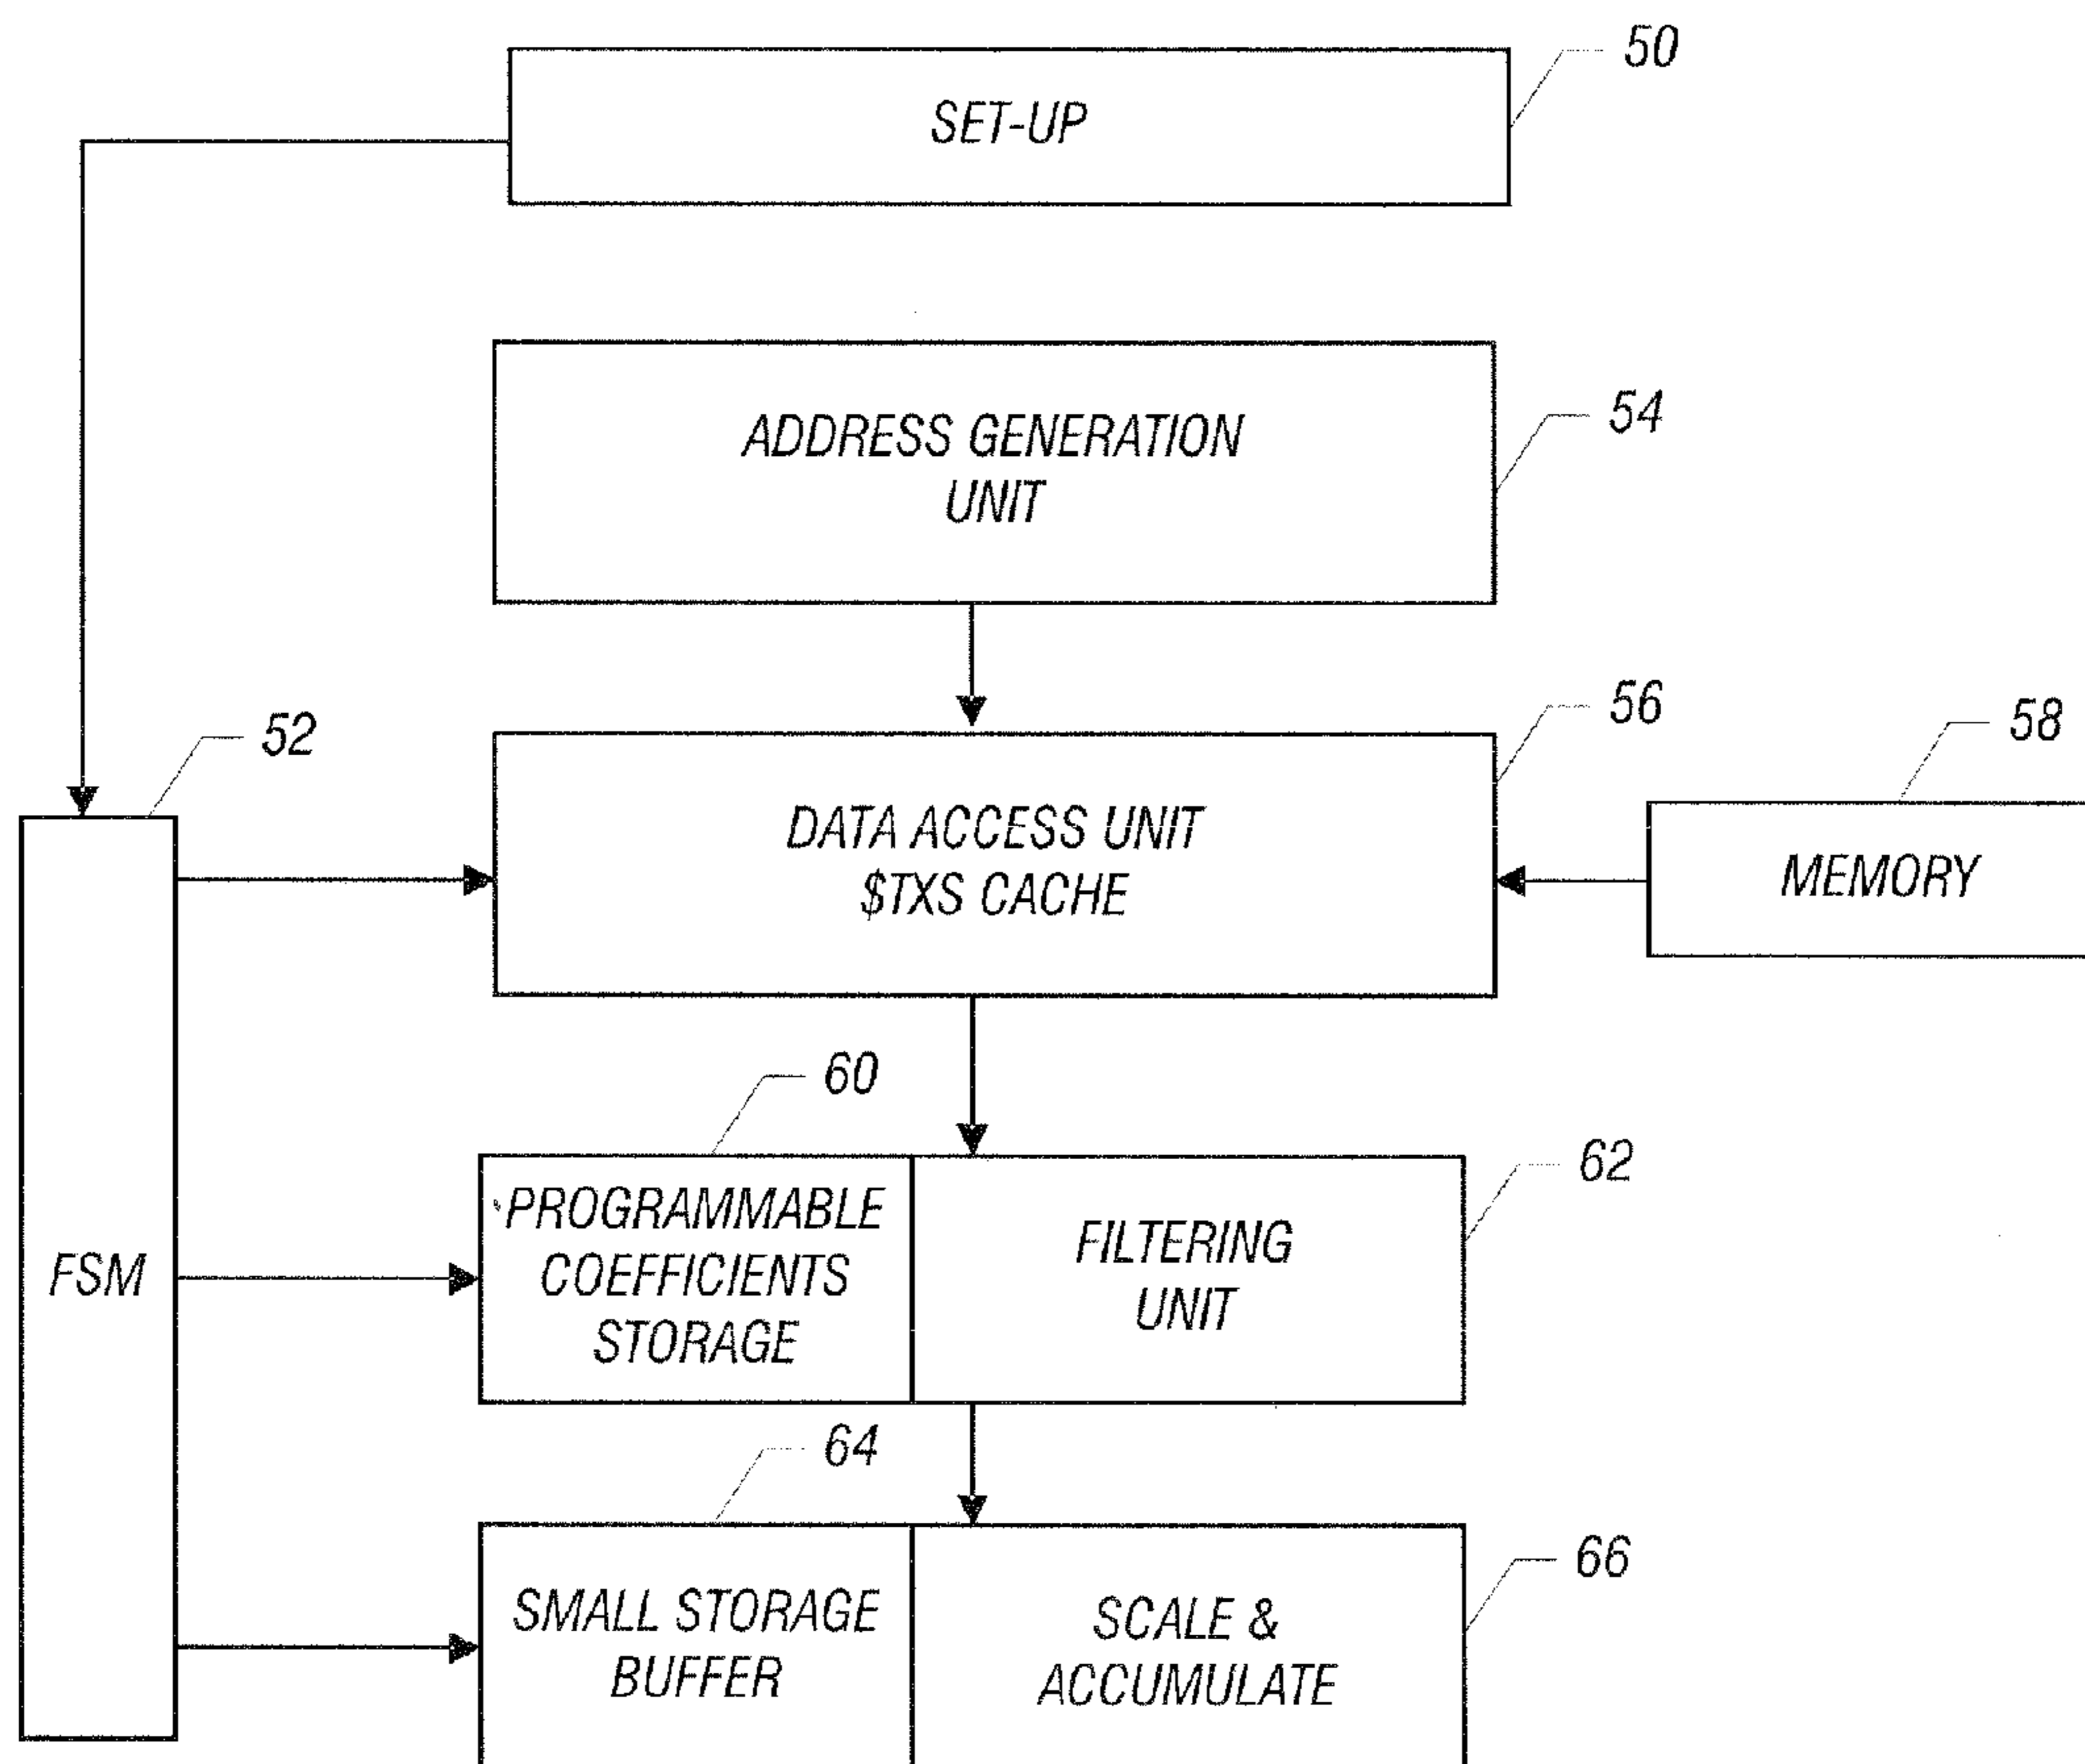 50
SET-UP
54
ADDRESS GENERATION
UNIT
56
58
52
DATA ACCESS UNIT
$TXS CACHE
MEMORY
60
62
PROGRAMMABLE
COEFFICIENTS
STORAGE
FILTERING
UNIT
FSM
64
66
SMALL STORAGE
BUFFER
SCALE &
ACCUMULATE